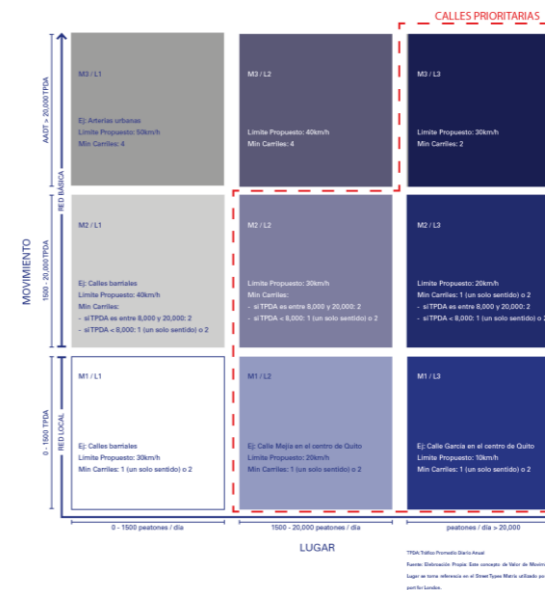 CALLES PRIORITARIAS
MOVIMIENTO
AADT > 20,000 TPDA
1500 - 20,000 TPDA
0 - 1500 TPDA
RED BÁSICA
RED LOCAL
M3 / L1
Ej: Arterias urbanas
Limite Propuesto: 50km/h
Min Carriles: 4
M3 / L2
Limite Propuesto: 40km/h
Min Carriles: 4
M3 / L3
Limite Propuesto: 30km/h
Min Carriles: 2
M2 / L1
Ej: Calles barriales
Limite Propuesto: 40km/h
Min Carriles:
- si TPDA es entre 8,000 y 20,000: 2
- si TPDA < 8,000: 1 (un solo sentido) o 2
M2 / L2
Limite Propuesto: 30km/h
Min Carriles:
- si TPDA es entre 8,000 y 20,000: 2
- si TPDA < 8,000: 1 (un solo sentido) o 2
M2 / L3
Limite Propuesto: 20km/h
Min Carriles: 1 (un solo sentido) o 2
- si TPDA es entre 8,000 y 20,000: 2
- si TPDA < 8,000: 1 (un solo sentido) o 2
M1 / L1
Ej: Calles barriales
Limite Propuesto: 30km/h
Min Carriles: 1 (un solo sentido) o 2
M1 / L2
Ej: Calle Mejía en el centro de Quito
Limite Propuesto: 20km/h
Min Carriles: 1 (un solo sentido) o 2
M1 / L3
Ej: Calle García en el centro de Quito
Limite Propuesto: 10km/h
Min Carriles: 1 (un solo sentido) o 2
0 - 1500 peatones / día
1500 - 20,000 peatones / día
peatones / día > 20,000
LUGAR
TPDA: Tráfico Promedio Diario Anual
Fuente: Elaboración Propia. Este concepto de Valor de
Lugar se toma referencia en el Street Types Matrix utilizado
port for London.